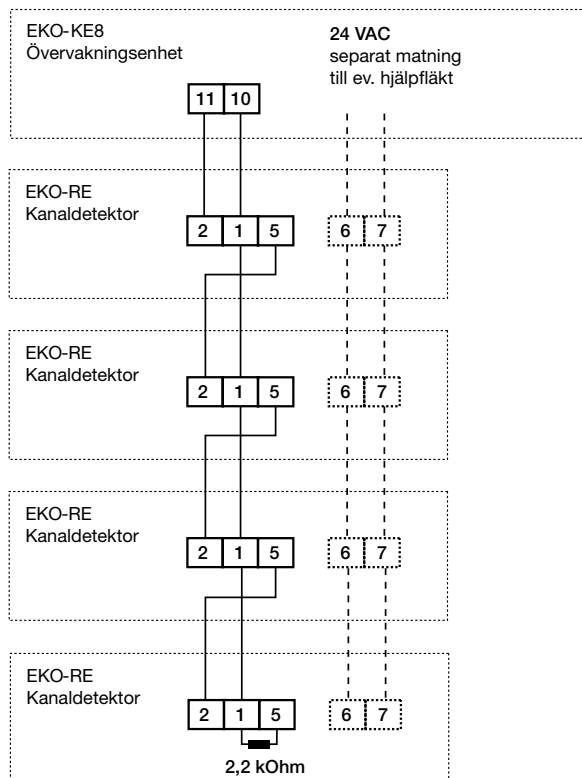 EKO-KE8
Övervakningsenhet
24 VAC
separat matning
till ev. hjälpfläkt
11 10
EKO-RE
Kanaldetektor
2 1 5 6 7
EKO-RE
Kanaldetektor
2 1 5 6 7
EKO-RE
Kanaldetektor
2 1 5 6 7
EKO-RE
Kanaldetektor
2 1 5 6 7
2,2 kOhm